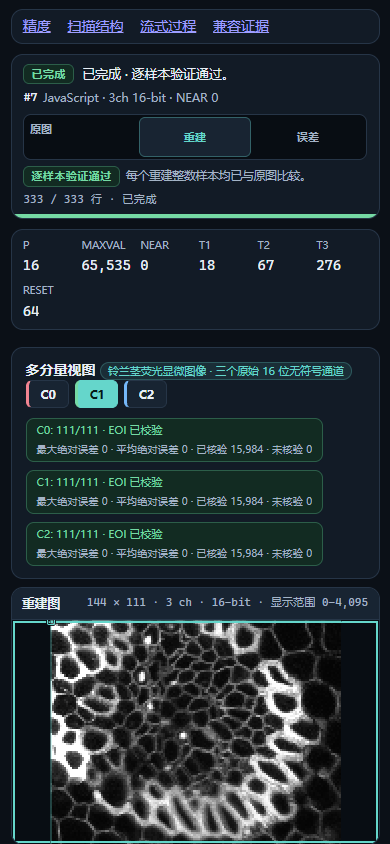 精度 扫描结构 流式过程 兼容证据
已完成 已完成 · 逐样本验证通过。
#7 JavaScript · 3ch 16-bit · NEAR 0
原图 重建 误差
逐样本验证通过 每个重建整数样本均已与原图比较。
333 / 333 行 · 已完成
P MAXVAL NEAR T1 T2 T3
16 65,535 0 18 67 276
RESET
64
多分量视图 铃兰茎荧光显微图像 · 三个原始 16 位无符号通道
C0 C1 C2
C0: 111/111 · EOI 已校验
最大绝对误差 0 · 平均绝对误差 0 · 已核验 15,984 · 未核验 0
C1: 111/111 · EOI 已校验
最大绝对误差 0 · 平均绝对误差 0 · 已核验 15,984 · 未核验 0
C2: 111/111 · EOI 已校验
最大绝对误差 0 · 平均绝对误差 0 · 已核验 15,984 · 未核验 0
重建图 144 × 111 · 3 ch · 16-bit · 显示范围 0–4,095